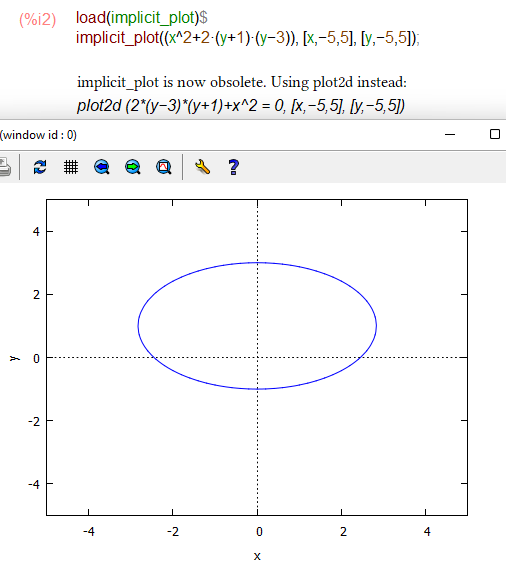 (%i2) load(implicit_plot)$
implicit_plot((x^2+2·(y+1)·(y−3)), [x,−5,5], [y,−5,5]);
implicit_plot is now obsolete. Using plot2d instead:
plot2d (2*(y−3)*(y+1)+x^2 = 0, [x,−5,5], [y,−5,5])
(window id : 0)
4
2
y 0
-2
-4
-4 -2 0 2 4
x